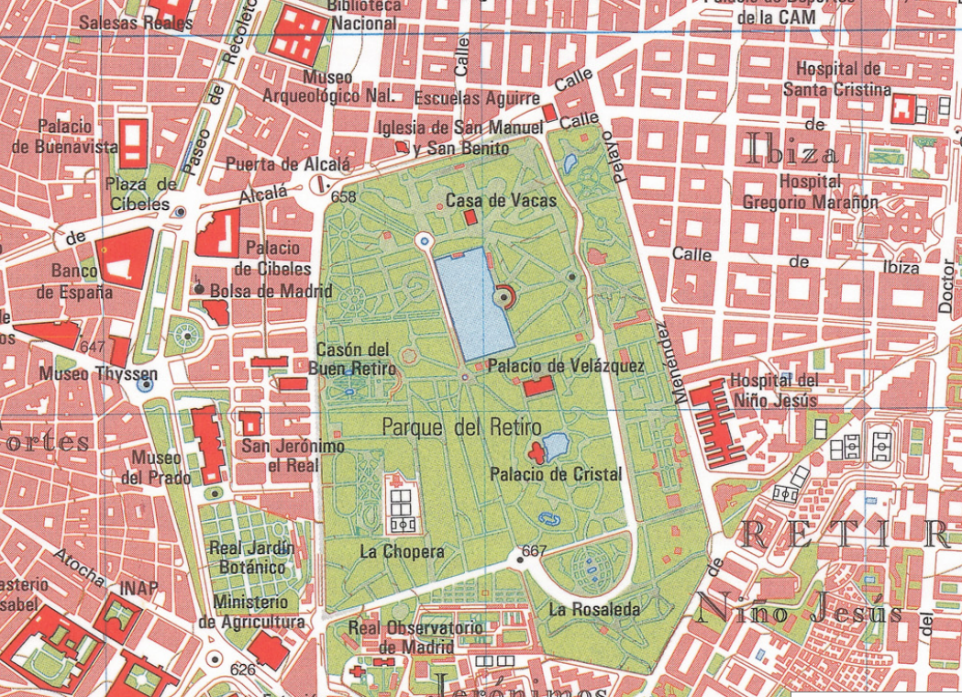 Salesas Reales
Biblioteca
Nacional
de la CAM
Paseo de Recoletos
Museo
Arqueológico Nal.
Calle
Escuelas Aguirre
Calle
Hospital de
Santa Cristina
Palacio
de Buenavista
Iglesia de San Manuel
y San Benito
Calle
de
Ibiza
Pelayo
Plaza de
Cibeles
Puerta de Alcalá
Alcalá
658
Casa de Vacas
Hospital
Gregorio Marañón
de
Banco
de España
Palacio
de Cibeles
Bolsa de Madrid
Calle
de
Ibiza
Doctor
647
Museo Thyssen
Casón del
Buen Retiro
Palacio de Velázquez
Menendez
Hospital del
Niño Jesús
ortes
Parque del Retiro
San Jerónimo
el Real
Museo
del Prado
Palacio de Cristal
RETIR
Real Jardín
Botánico
La Chopera
667
de
Atocha
INAP
Ministerio
de Agricultura
La Rosaleda
Niño Jesús
del
Real Observatorio
de Madrid
626
Jerónimos